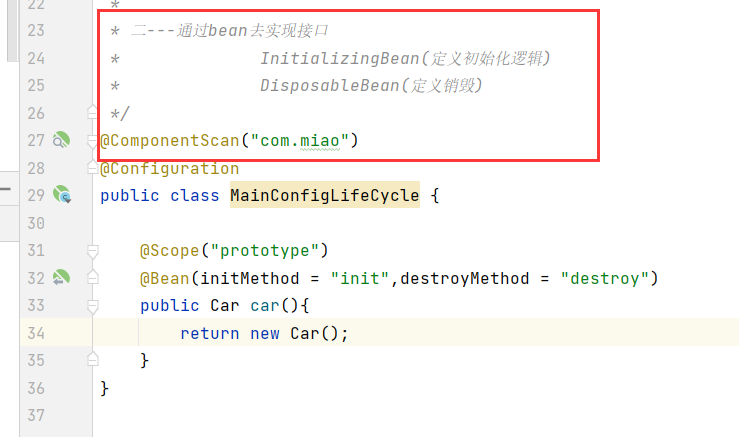 22 *
23 * 二---通过bean去实现接口
24 * InitializingBean(定义初始化逻辑)
25 * DisposableBean(定义销毁)
26 */
27 @ComponentScan("com.miao")
28 @Configuration
29 public class MainConfigLifeCycle {
30
31 @Scope("prototype")
32 @Bean(initMethod = "init",destroyMethod = "destroy")
33 public Car car(){
34 return new Car();
35 }
36 }
37